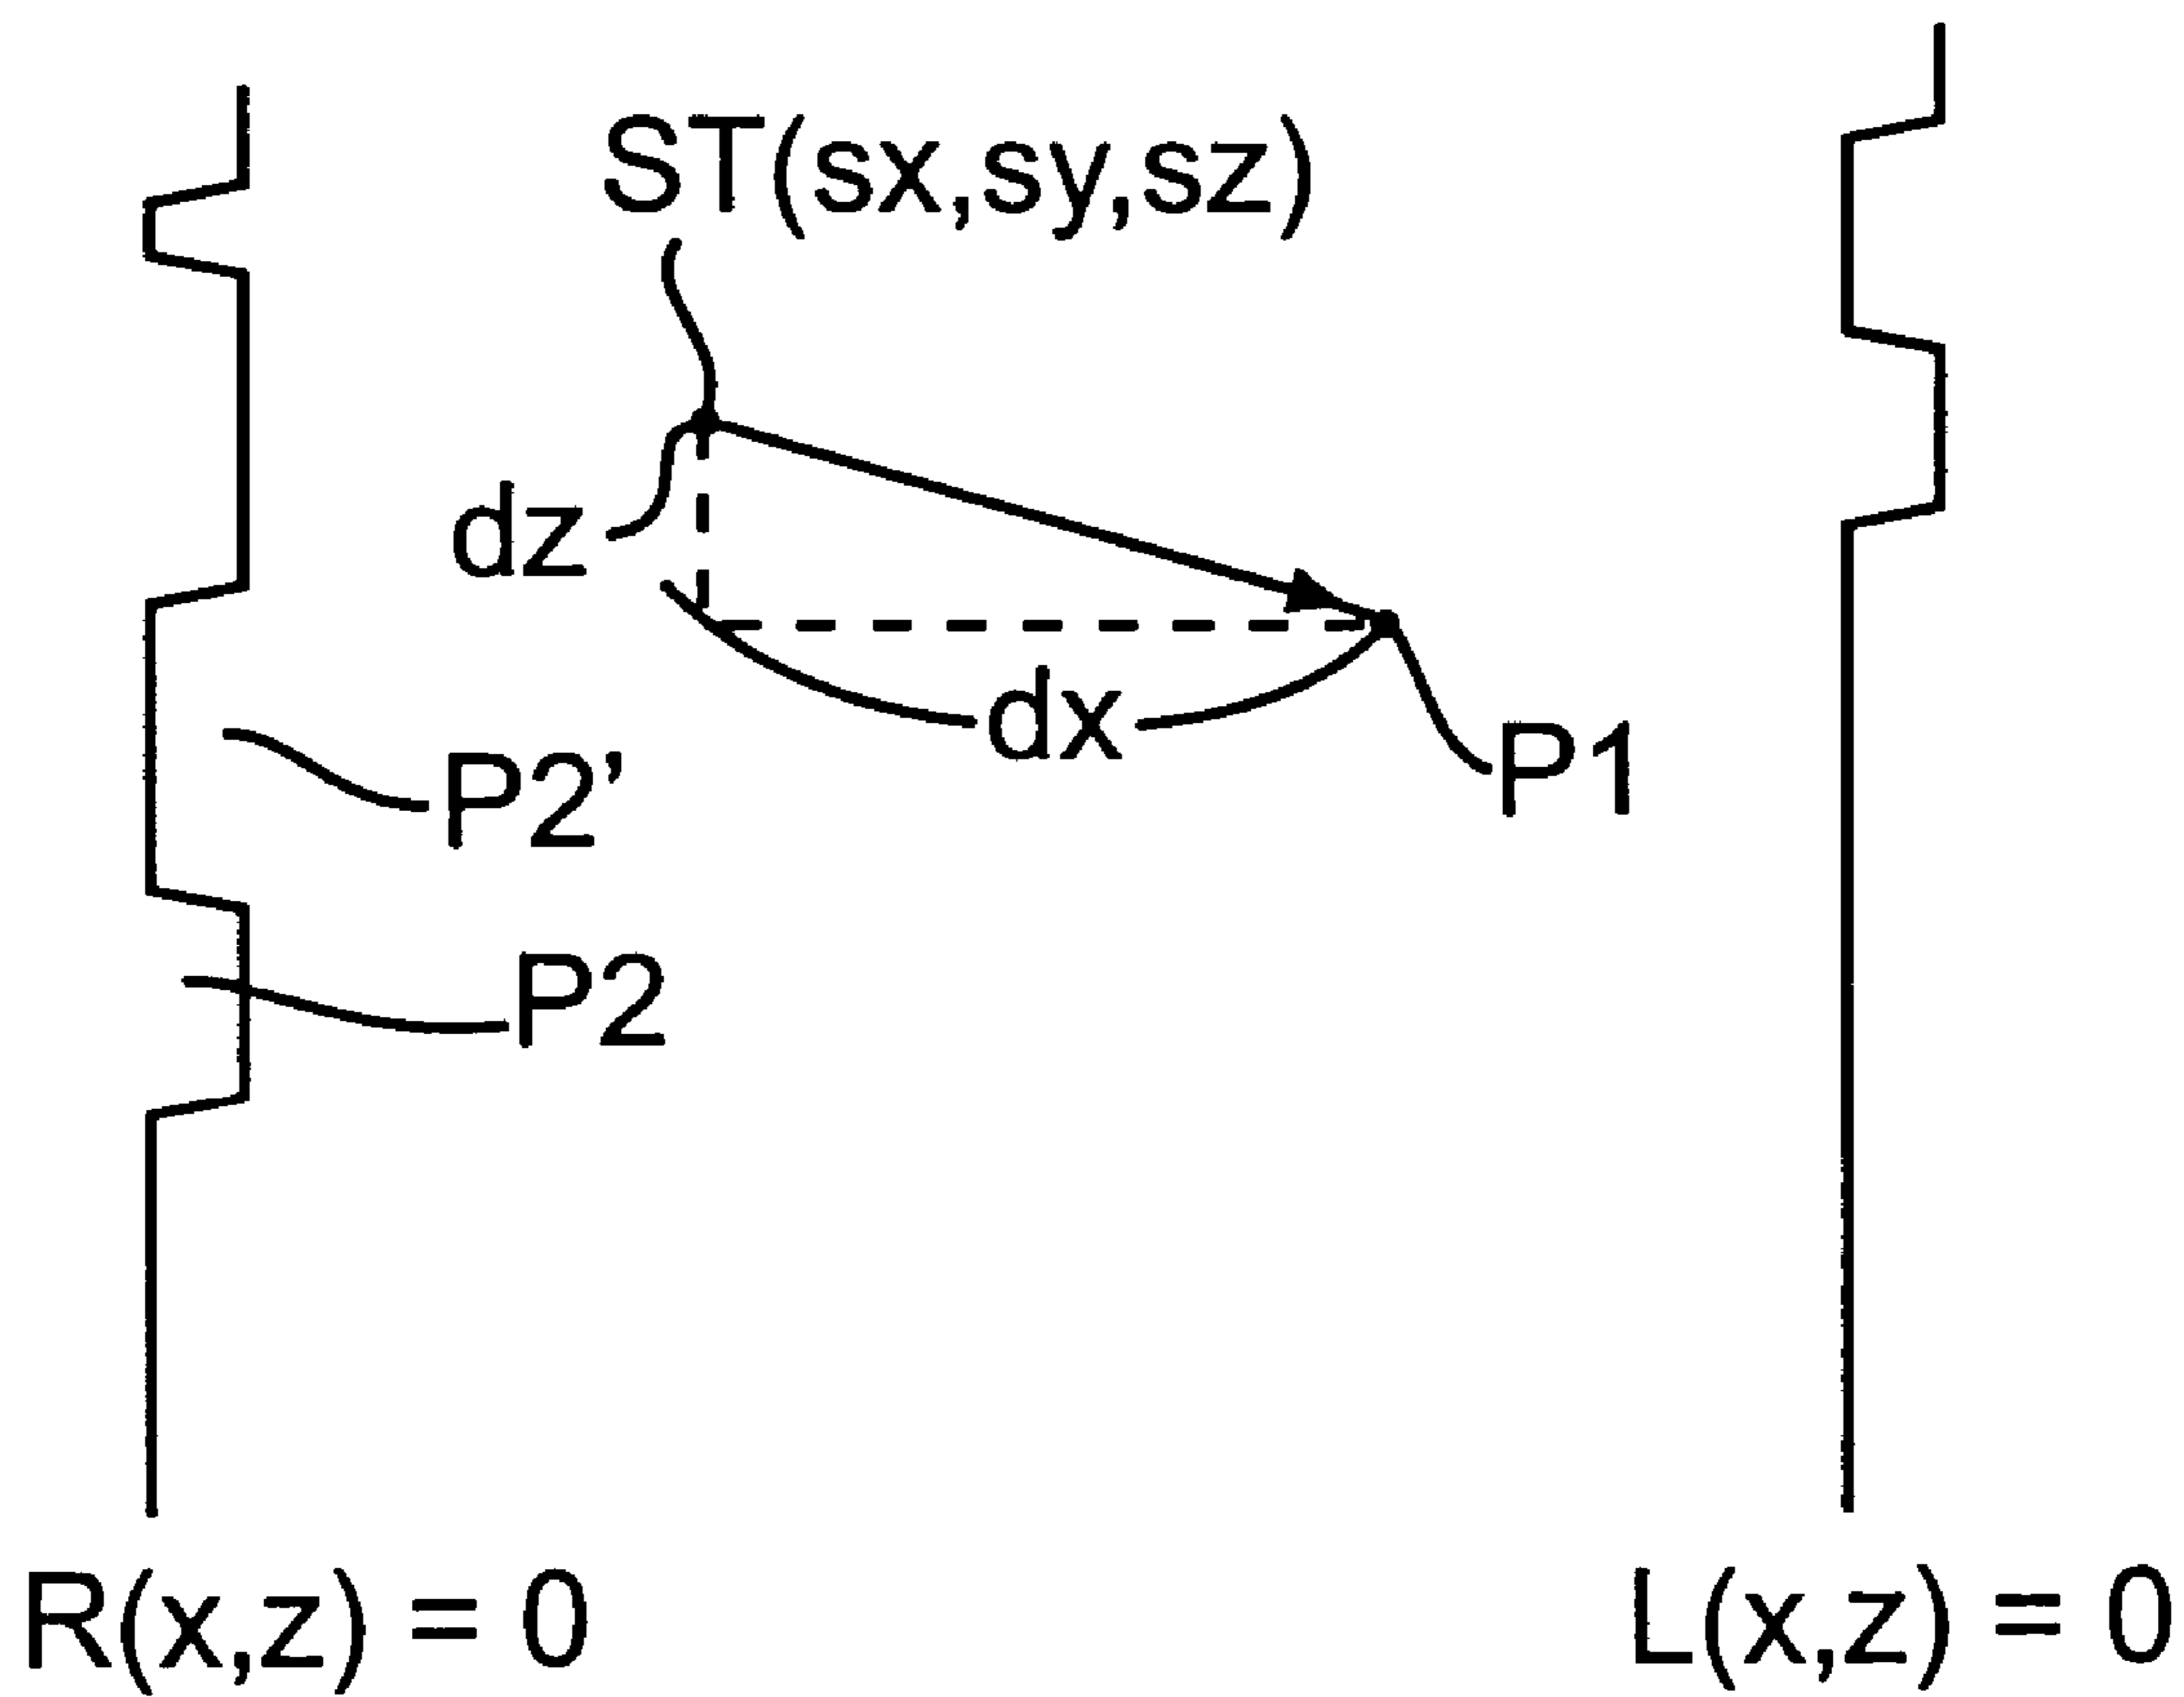 ST(sx,sy,sz)
dz
dx
P2’
P1
P2
R(x,z) = 0
L(x,z) = 0